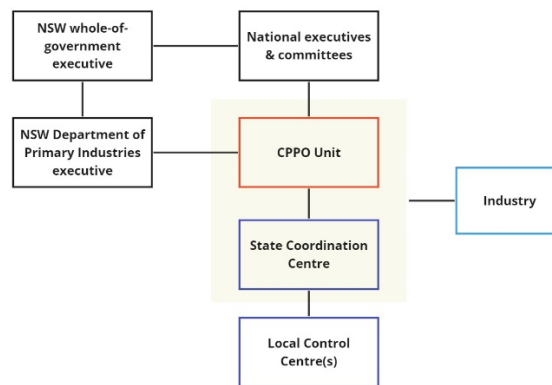 NSW whole-of-
government
executive
National executives
& committees
NSW Department of
Primary Industries
executive
CPPO Unit
Industry
State Coordination
Centre
Local Control
Centre(s)